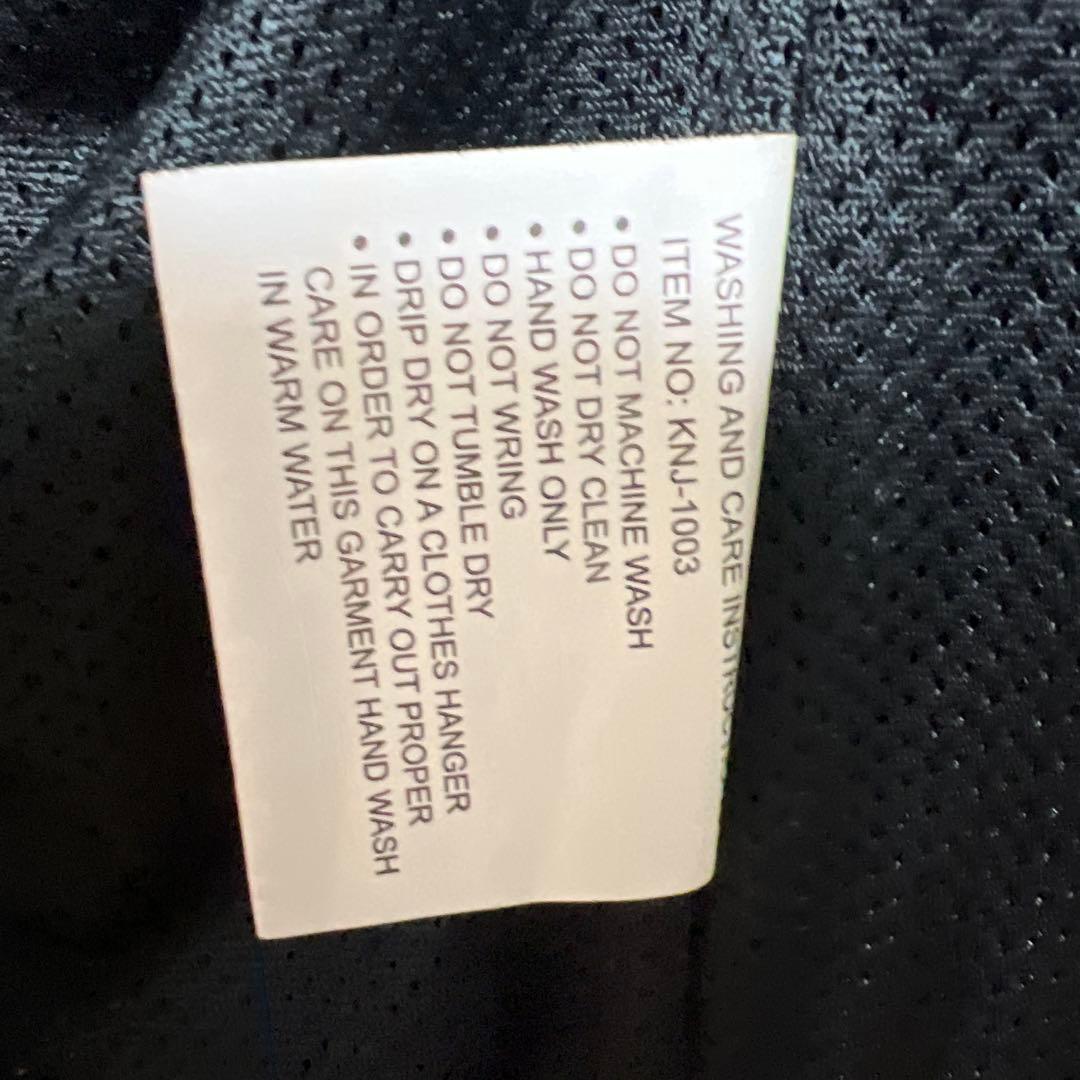 WASHING AND CARE
ITEM NO: KNJ-1003
• DO NOT MACHINE WASH
• DO NOT DRY CLEAN
• HAND WASH ONLY
• DO NOT WRING
• DO NOT TUMBLE DRY
• DRIP DRY ON A CLOTHES HANGER
• IN ORDER TO CARRY OUT PROPER
CARE ON THIS GARMENT HAND WASH
IN WARM WATER